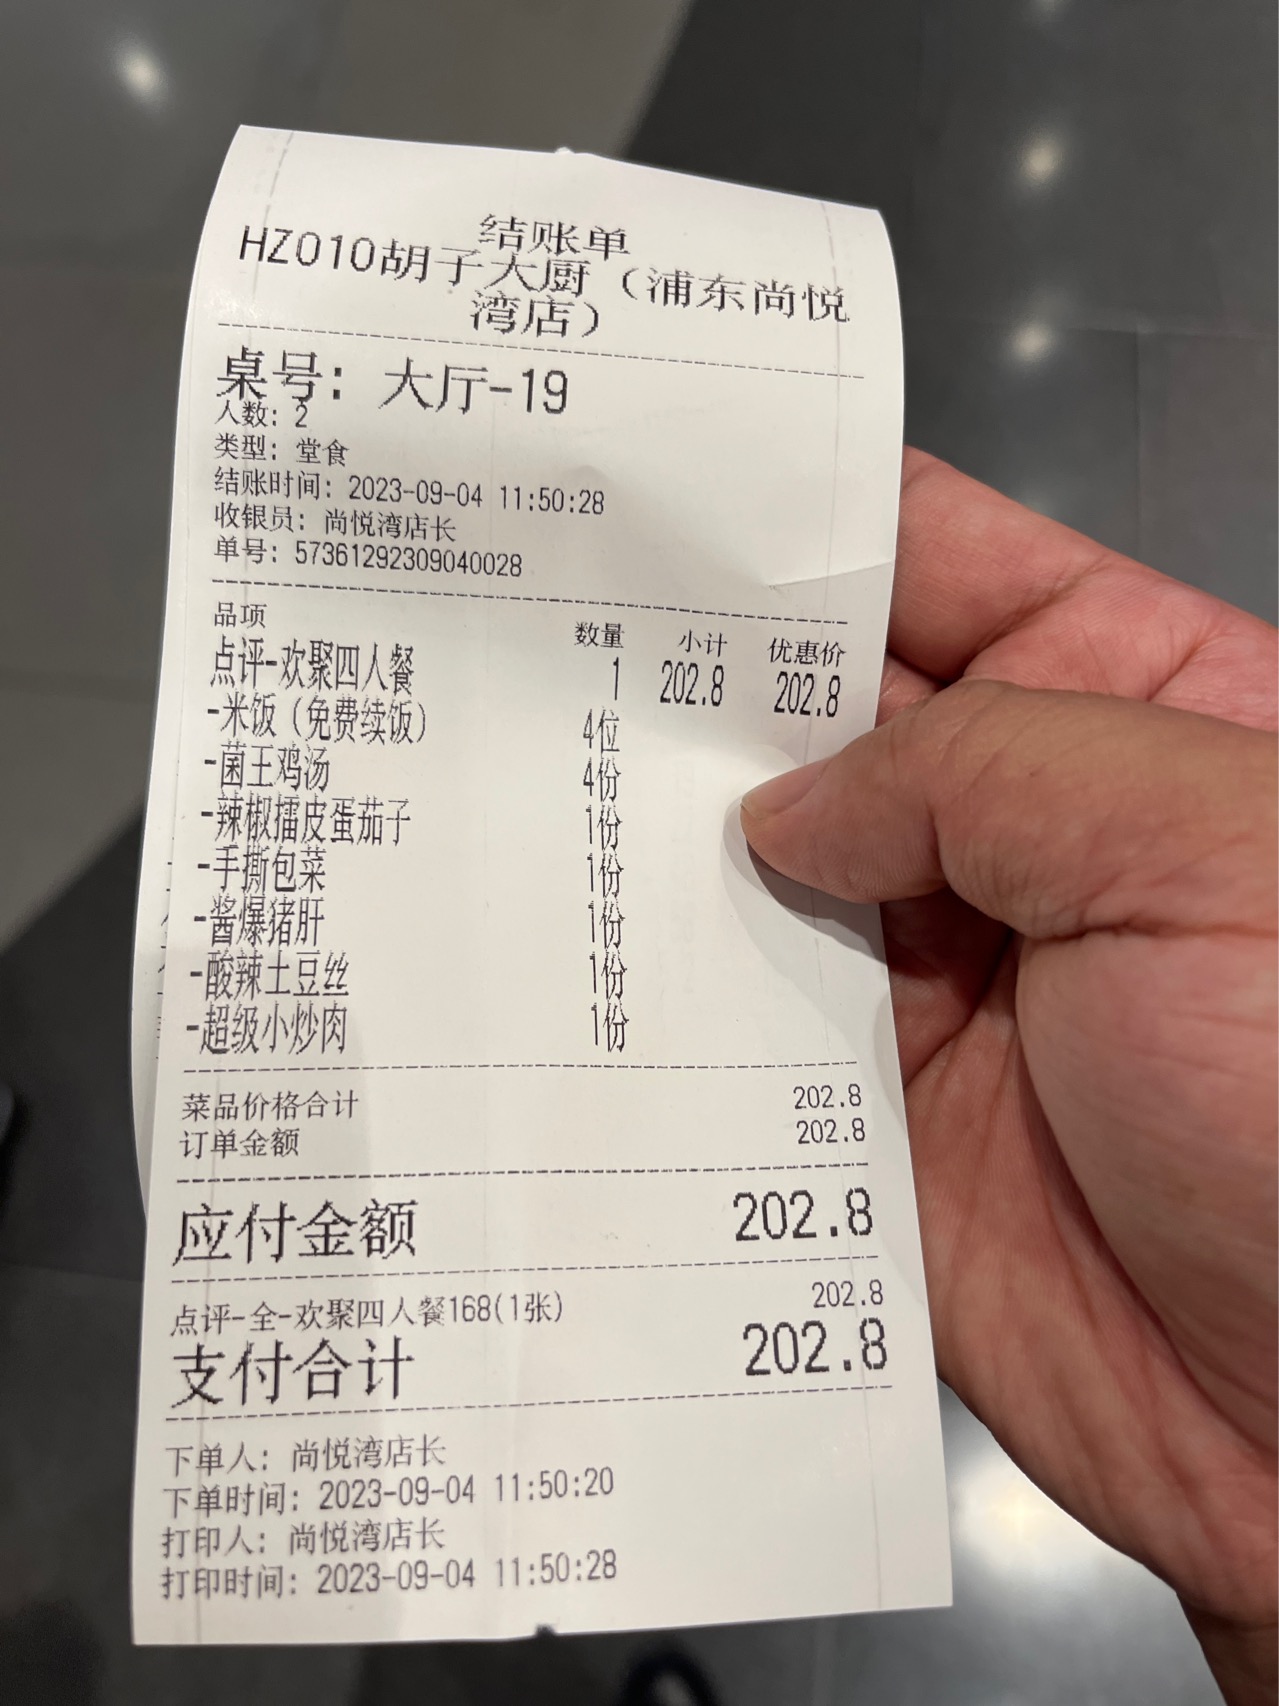 结账单
HZ010胡子大厨（浦东尚悦
湾店）
桌号：大厅-19
人数：2
类型：堂食
结账时间：2023-09-04 11:50:28
收银员：尚悦湾店长
单号：573612923090400​28
品项 数量 小计 优惠价
点评-欢聚四人餐 1 202.8 202.8
-米饭（免费续饭） 4位
-菌王鸡汤 4份
-辣椒擂皮蛋茄子 1份
-手撕包菜 1份
-酱爆猪肝 1份
-酸辣土豆丝 1份
-超级小炒肉 1份
菜品价格合计 202.8
订单金额 202.8
应付金额 202.8
点评-全-欢聚四人餐168(1张) 202.8
支付合计 202.8
下单人：尚悦湾店长
下单时间：2023-09-04 11:50:20
打印人：尚悦湾店长
打印时间：2023-09-04 11:50:28